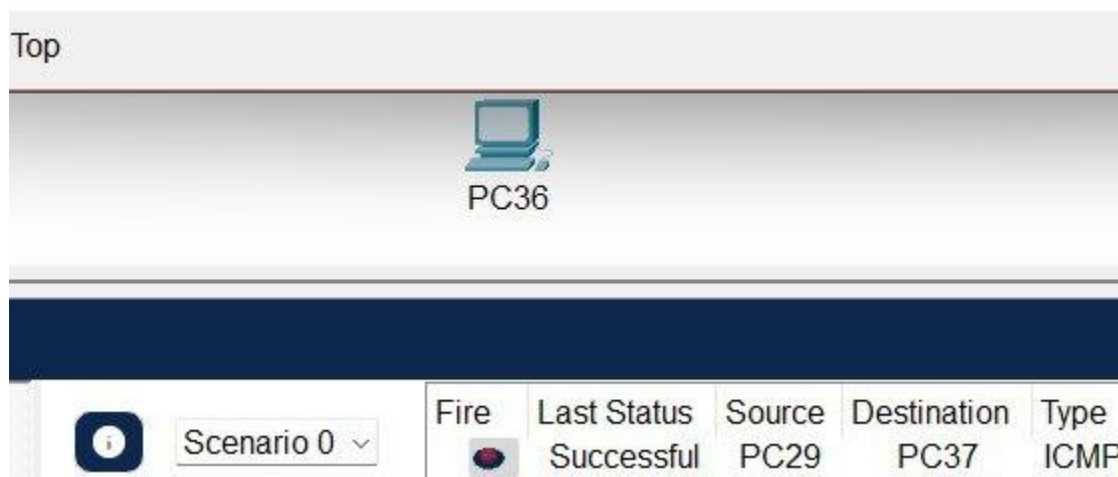 Top
PC36
Scenario 0
Fire Last Status Source Destination Type
Successful PC29 PC37 ICMP